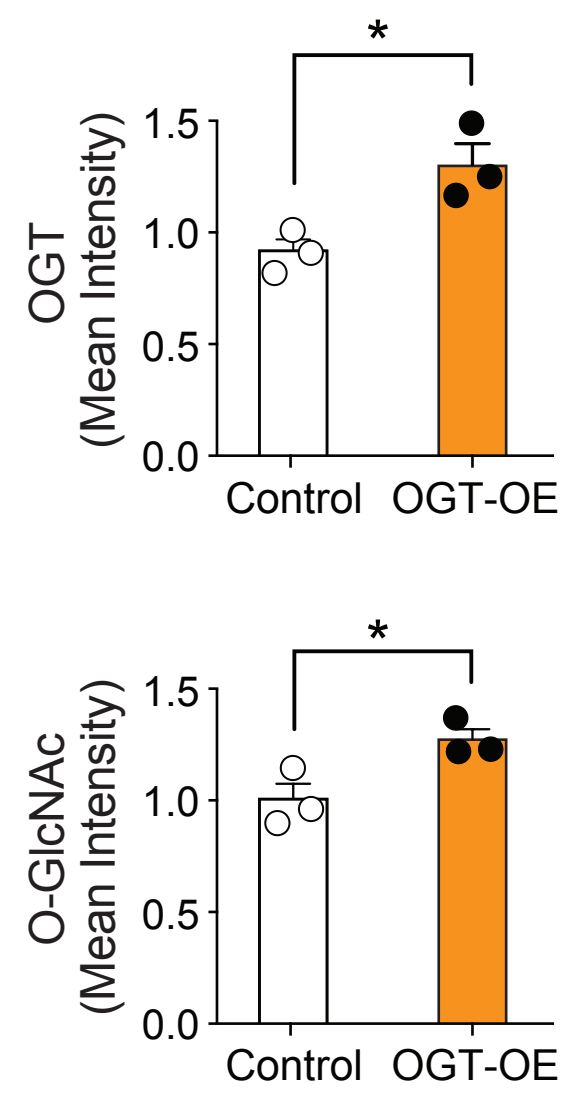 *
OGT
(Mean Intensity)
1.5
1.0
0.5
0.0
Control OGT-OE
*
O-GlcNAc
(Mean Intensity)
1.5
1.0
0.5
0.0
Control OGT-OE